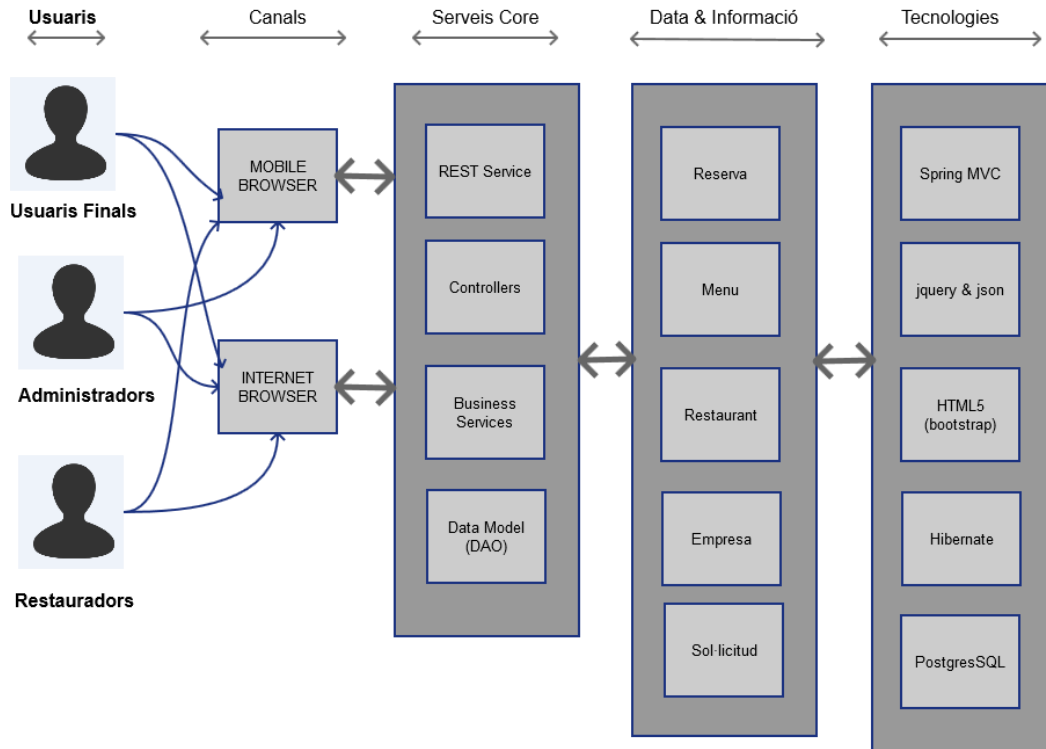 Usuaris
Canals
Serveis Core
Data & Informació
Tecnologies
Usuaris Finals
Administradors
Restauradors
MOBILE
BROWSER
INTERNET
BROWSER
REST Service
Controllers
Business
Services
Data Model
(DAO)
Reserva
Menu
Restaurant
Empresa
Sol·licitud
Spring MVC
jquery & json
HTML5
(bootstrap)
Hibernate
PostgresSQL